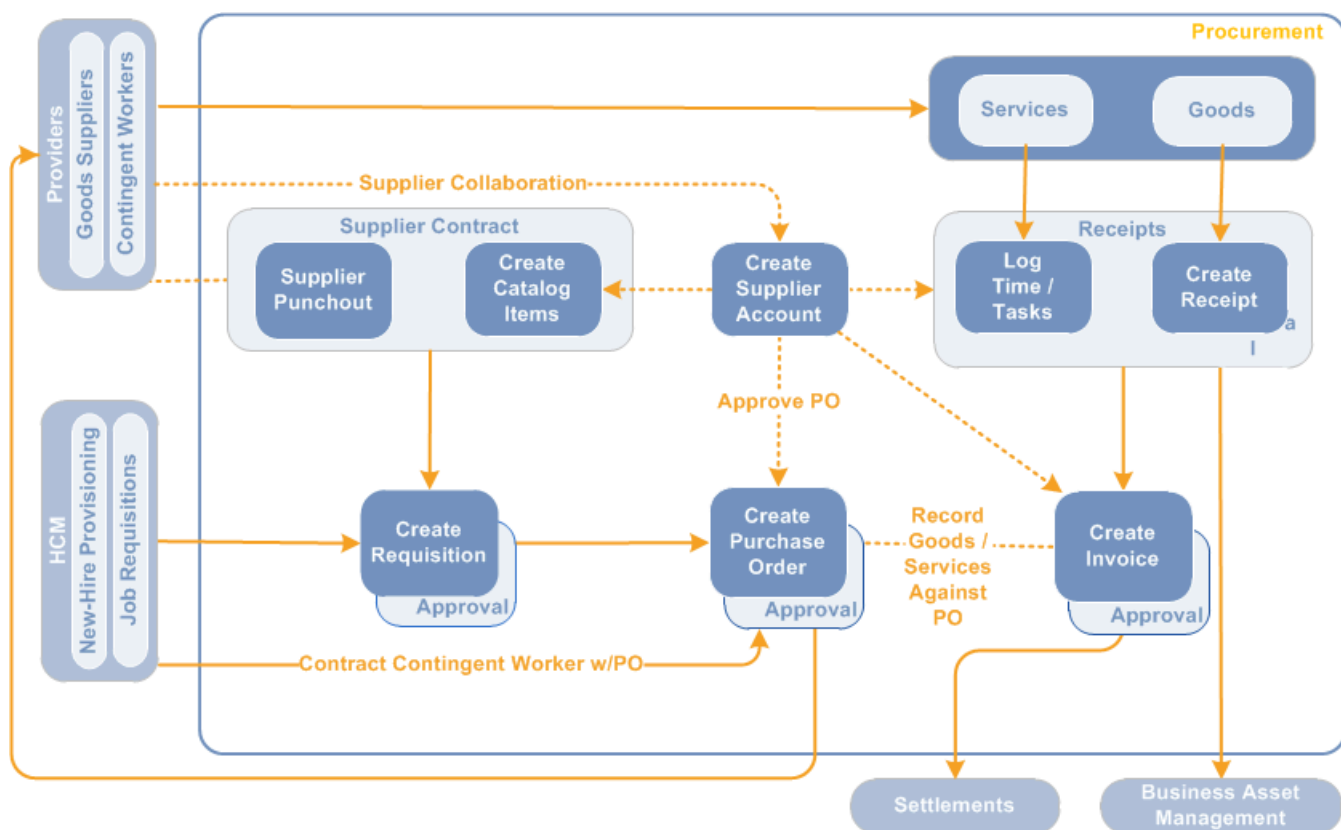 Procurement
Providers
Goods Suppliers
Contingent Workers
Services
Goods
Supplier Collaboration
Supplier Contract
Supplier
Punchout
Create
Catalog
Items
Create
Supplier
Account
Receipts
Log
Time /
Tasks
Create
Receipt
a
l
Approve PO
HCM
New-Hire Provisioning
Job Requisitions
Create
Requisition
Approval
Create
Purchase
Order
Approval
Record
Goods /
Services
Against
PO
Create
Invoice
Approval
Contract Contingent Worker w/PO
Settlements
Business Asset
Management